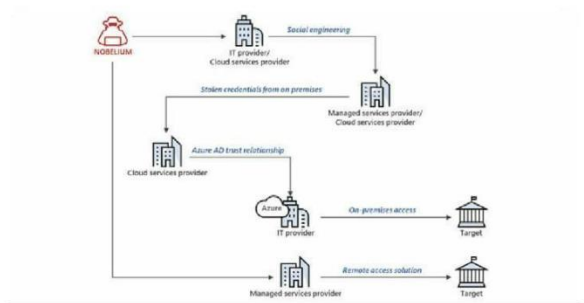 Social engineering
NOBELIUM
IT provider/
Cloud services provider
Stolen credentials from on premises
Managed services provider/
Cloud services provider
Azure AD trust relationship
Cloud services provider
Azure
On-premises access
IT provider
Target
Remote access solution
Managed services provider
Target